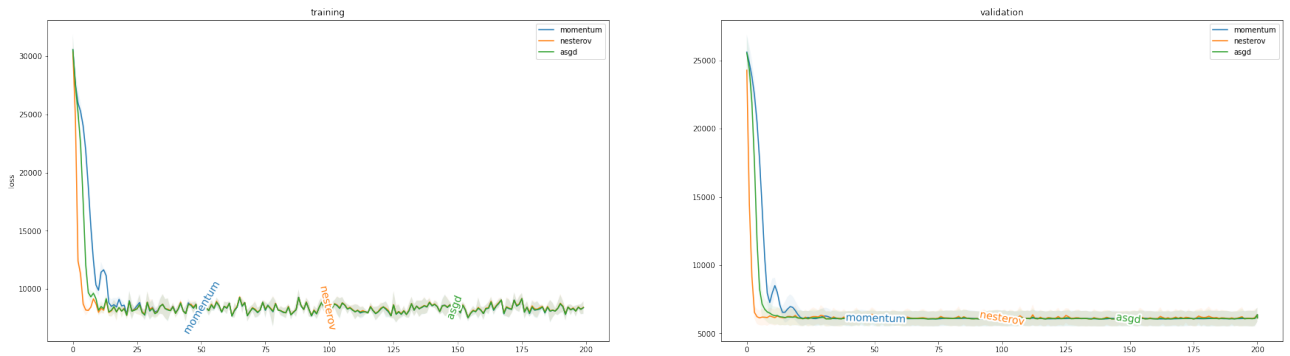 training
momentum
nesterov
asgd
loss
30000
25000
20000
15000
10000
momentum
nesterov
asgd
0 25 50 75 100 125 150 175 200
validation
momentum
nesterov
asgd
25000
20000
15000
10000
5000
momentum
nesterov
asgd
0 25 50 75 100 125 150 175 200